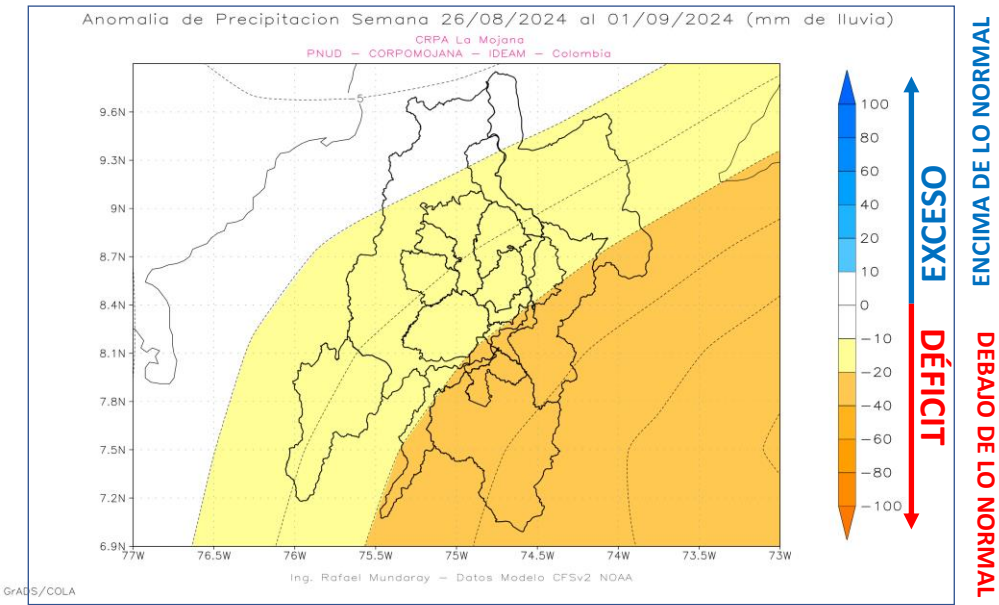 Anomalia de Precipitacion Semana 26/08/2024 al 01/09/2024 (mm de lluvia)
CRPA La Mojana
PNUD – CORPOMOJANA – IDEAM – Colombia
5
9.6N
9.3N
9N
8.7N
8.4N
8.1N
7.8N
7.5N
7.2N
6.9N
77W
76.5W
76W
75.5W
75W
74.5W
74W
73.5W
73W
100
80
60
40
20
10
0
−10
−20
−40
−60
−80
−100
EXCESO
DÉFICIT
ENCIMA DE LO NORMAL
DEBAJO DE LO NORMAL
Ing. Rafael Mundaray – Datos Modelo CFSv2 NOAA
GrADS/COLA